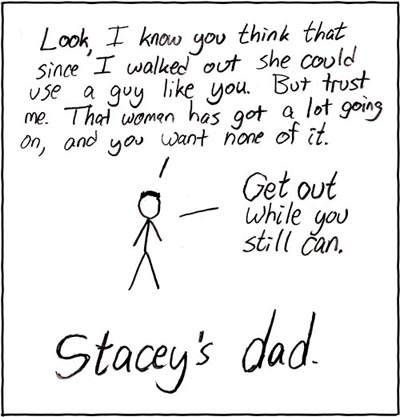 Look, I know you think that
since I walked out she could
use a guy like you. But trust
me. That woman has got a lot going
on, and you want none of it.
Get out
while you
still can.
Stacey's dad.